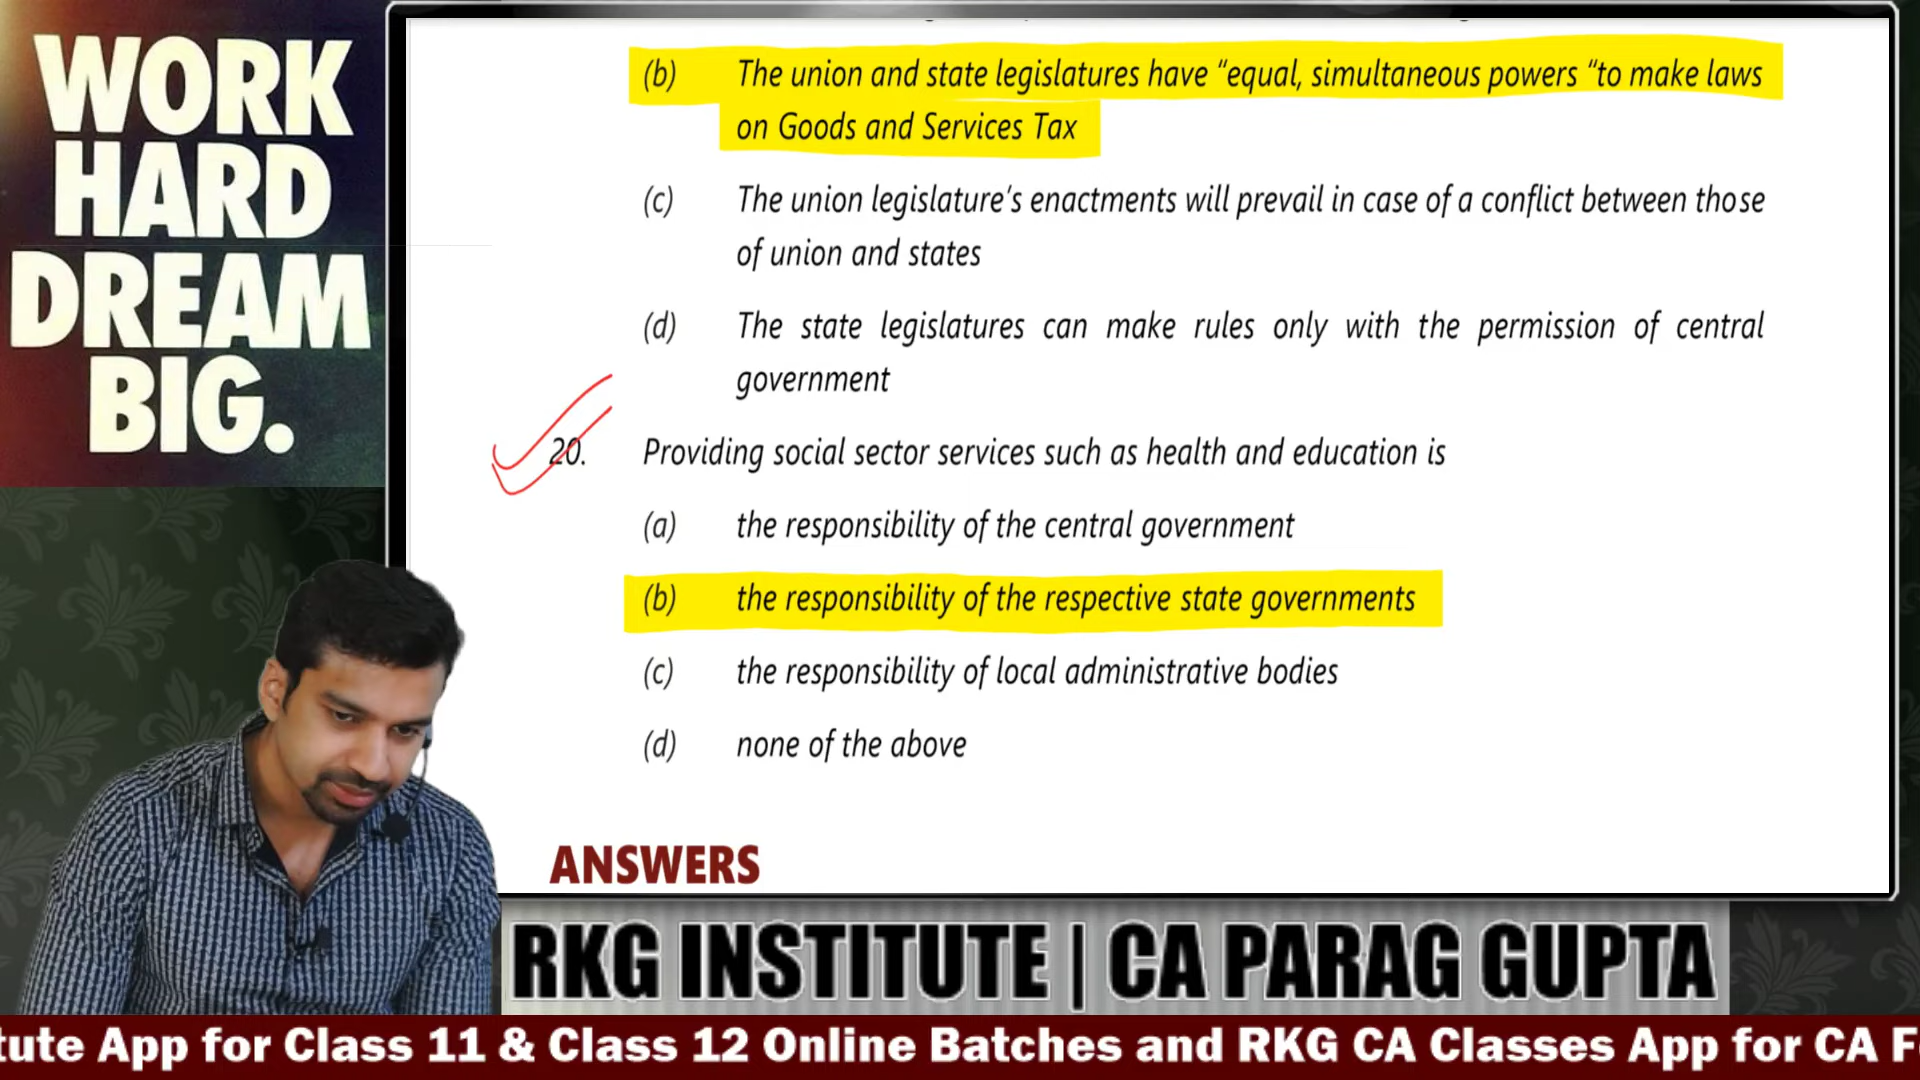 WORK
HARD
DREAM
BIG.
(b) The union and state legislatures have “equal, simultaneous powers “to make laws
on Goods and Services Tax
(c) The union legislature’s enactments will prevail in case of a conflict between those
of union and states
(d) The state legislatures can make rules only with the permission of central
government
20. Providing social sector services such as health and education is
(a) the responsibility of the central government
(b) the responsibility of the respective state governments
(c) the responsibility of local administrative bodies
(d) none of the above
ANSWERS
RKG INSTITUTE | CA PARAG GUPTA
App for Class 11 & Class 12 Online Batches and RKG CA Classes App for CA